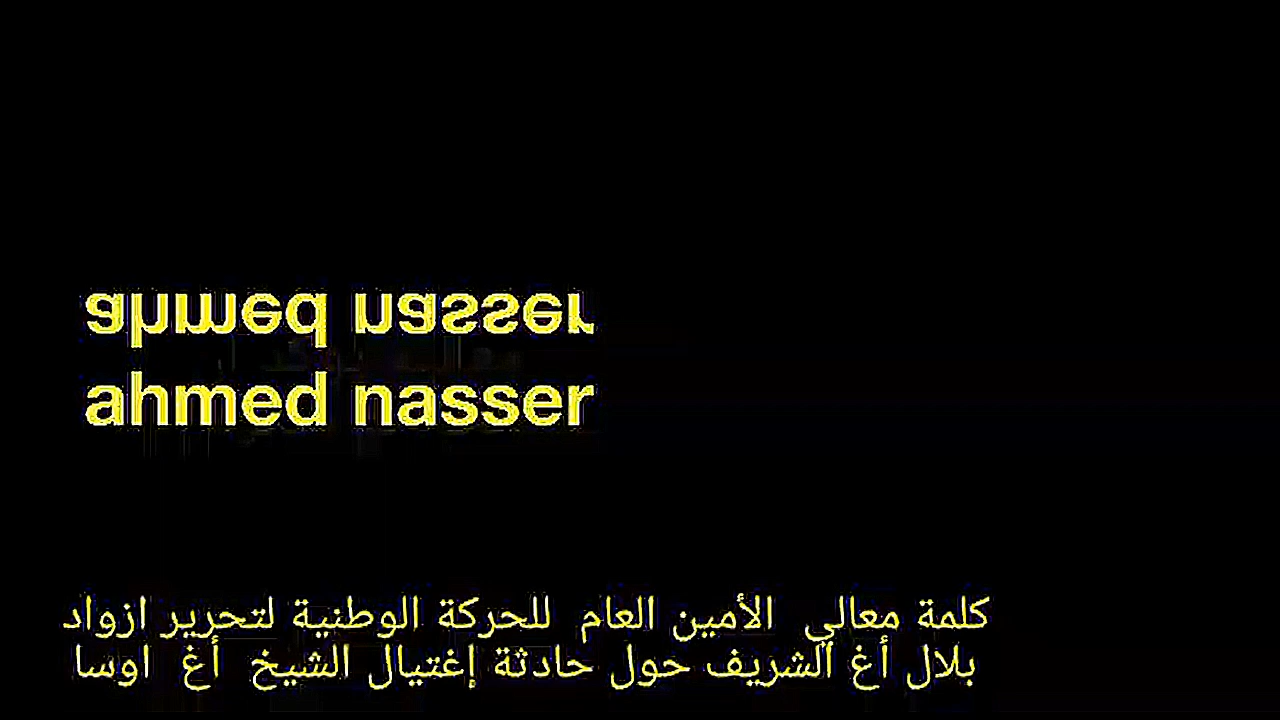 ahmed nasser
ahmed nasser
كلمة معالي الأمين العام للحركة الوطنية لتحرير ازواد
بلال أغ الشريف حول حادثة إغتيال الشيخ أغ اوسا